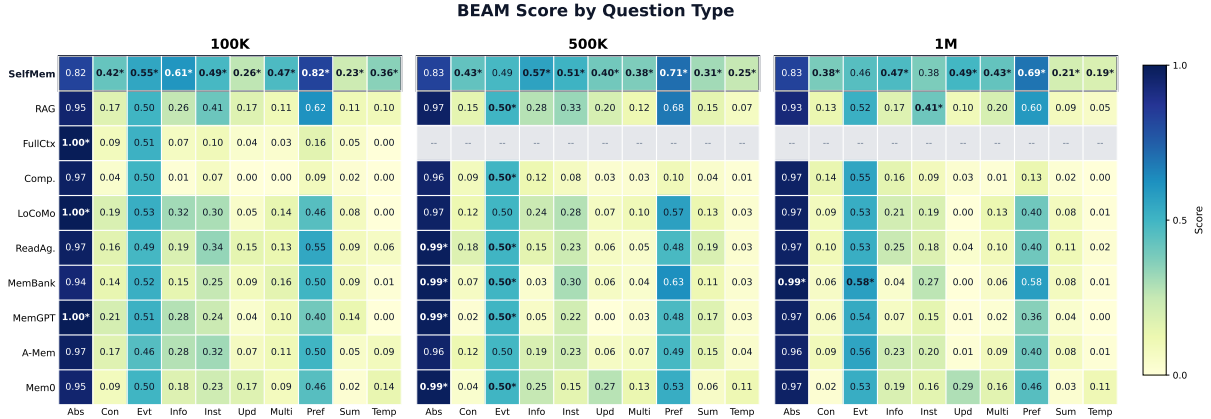 BEAM Score by Question Type
100K 500K 1M
SelfMem 0.82 0.42* 0.55* 0.61* 0.49* 0.26* 0.47* 0.82* 0.23* 0.36* 0.83 0.43* 0.49 0.57* 0.51* 0.40* 0.38* 0.71* 0.31* 0.25* 0.83 0.38* 0.46 0.47* 0.38 0.49* 0.43* 0.69* 0.21* 0.19* 1.0
RAG 0.95 0.17 0.50 0.26 0.41 0.17 0.11 0.62 0.11 0.10 0.97 0.15 0.50* 0.28 0.33 0.20 0.12 0.68 0.15 0.07 0.93 0.13 0.52 0.17 0.41* 0.10 0.20 0.60 0.09 0.05
FullCtx 1.00* 0.09 0.51 0.07 0.10 0.04 0.03 0.16 0.05 0.00 -- -- -- -- -- -- -- -- -- -- 0.97 0.12 0.53 0.12 0.09 0.02 0.04 0.13 0.03 0.00
Comp. 0.97 0.04 0.50 0.01 0.07 0.00 0.00 0.09 0.02 0.00 0.96 0.09 0.50* 0.12 0.08 0.03 0.03 0.10 0.04 0.01 0.97 0.14 0.55 0.16 0.09 0.03 0.01 0.13 0.02 0.00
LoCoMo 1.00* 0.19 0.53 0.32 0.30 0.05 0.14 0.46 0.08 0.00 0.97 0.12 0.50 0.24 0.28 0.07 0.10 0.57 0.13 0.03 0.97 0.09 0.53 0.21 0.19 0.00 0.13 0.40 0.08 0.01 0.5 Score
ReadAg. 0.97 0.16 0.49 0.19 0.34 0.15 0.13 0.55 0.09 0.06 0.99* 0.18 0.50* 0.15 0.23 0.06 0.05 0.48 0.19 0.03 0.97 0.10 0.53 0.25 0.18 0.04 0.10 0.40 0.11 0.02
MemBank 0.94 0.14 0.52 0.15 0.25 0.09 0.16 0.50 0.09 0.01 0.99* 0.07 0.50* 0.03 0.30 0.06 0.04 0.63 0.11 0.03 0.99* 0.06 0.58* 0.04 0.27 0.00 0.01 0.58 0.08 0.01
MemGPT 1.00* 0.21 0.51 0.28 0.24 0.04 0.10 0.40 0.14 0.00 0.99* 0.02 0.50* 0.05 0.22 0.00 0.03 0.48 0.17 0.03 0.97 0.06 0.54 0.07 0.15 0.01 0.02 0.36 0.04 0.00
A-Mem 0.97 0.17 0.46 0.28 0.32 0.07 0.11 0.50 0.05 0.09 0.96 0.12 0.50 0.19 0.23 0.06 0.07 0.49 0.15 0.04 0.96 0.09 0.56 0.23 0.20 0.01 0.09 0.40 0.08 0.01
Mem0 0.95 0.09 0.50 0.18 0.23 0.17 0.09 0.46 0.02 0.14 0.99* 0.04 0.50* 0.25 0.15 0.27 0.13 0.53 0.06 0.11 0.97 0.02 0.53 0.19 0.16 0.29 0.16 0.46 0.03 0.11 0.0
Abs Con Evt Info Inst Upd Multi Pref Sum Temp Abs Con Evt Info Inst Upd Multi Pref Sum Temp Abs Con Evt Info Inst Upd Multi Pref Sum Temp